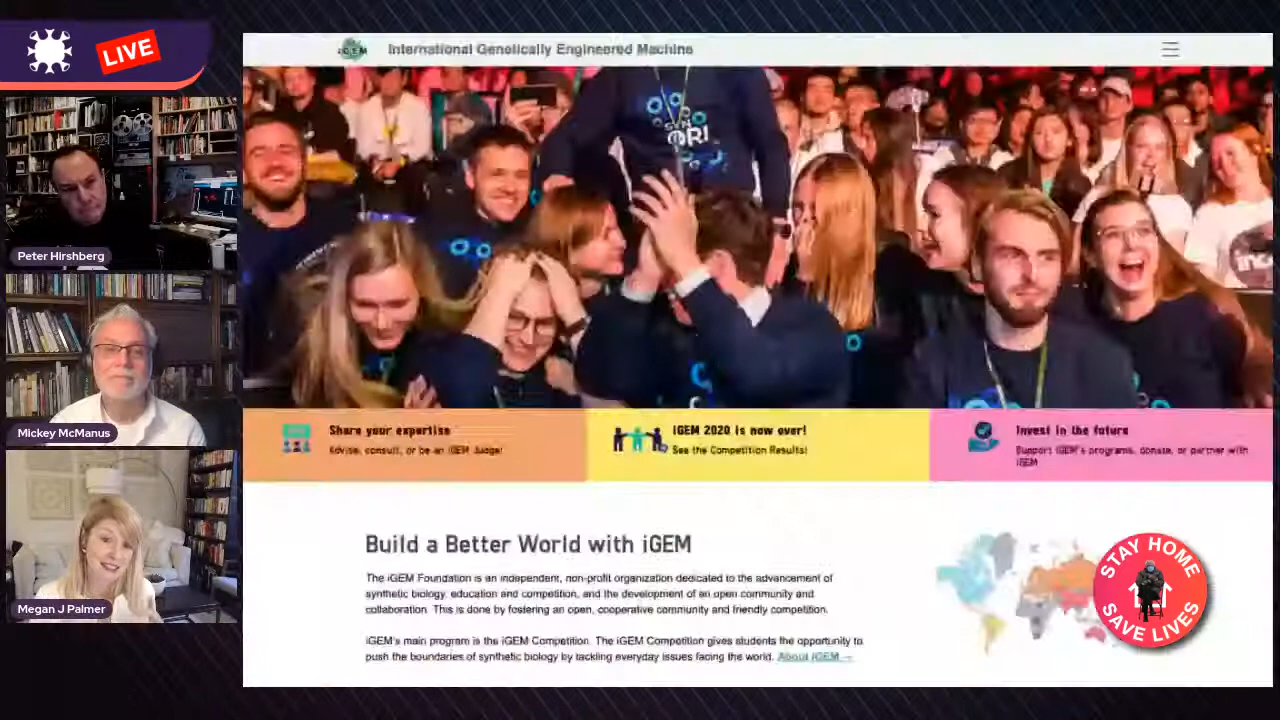 LIVE
Peter Hirshberg
Mickey McManus
Megan J Palmer
iGEM
International Genetically Engineered Machine
ORI
Share your expertise
Advise, consult, or be an iGEM Judge!
iGEM 2020 is now over!
See the Competition Results!
Invest in the future
Support iGEM's programs, donate, or partner with
iGEM
Build a Better World with iGEM
The iGEM Foundation is an independent, non-profit organization dedicated to the advancement of
synthetic biology, education and competition, and the development of an open community and
collaboration. This is done by fostering an open, cooperative community and friendly competition.
iGEM's main program is the iGEM Competition. The iGEM Competition gives students the opportunity to
push the boundaries of synthetic biology by tackling everyday issues facing the world. About iGEM →
STAY HOME
SAVE LIVES